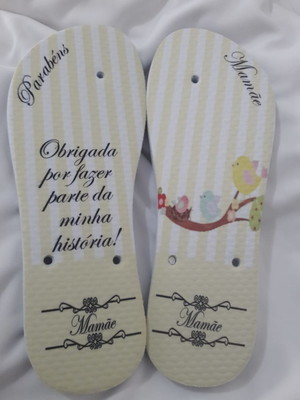 Parabéns
Obrigada
por fazer
parte da
minha
história!
Mamãe
Mamãe
Mamãe